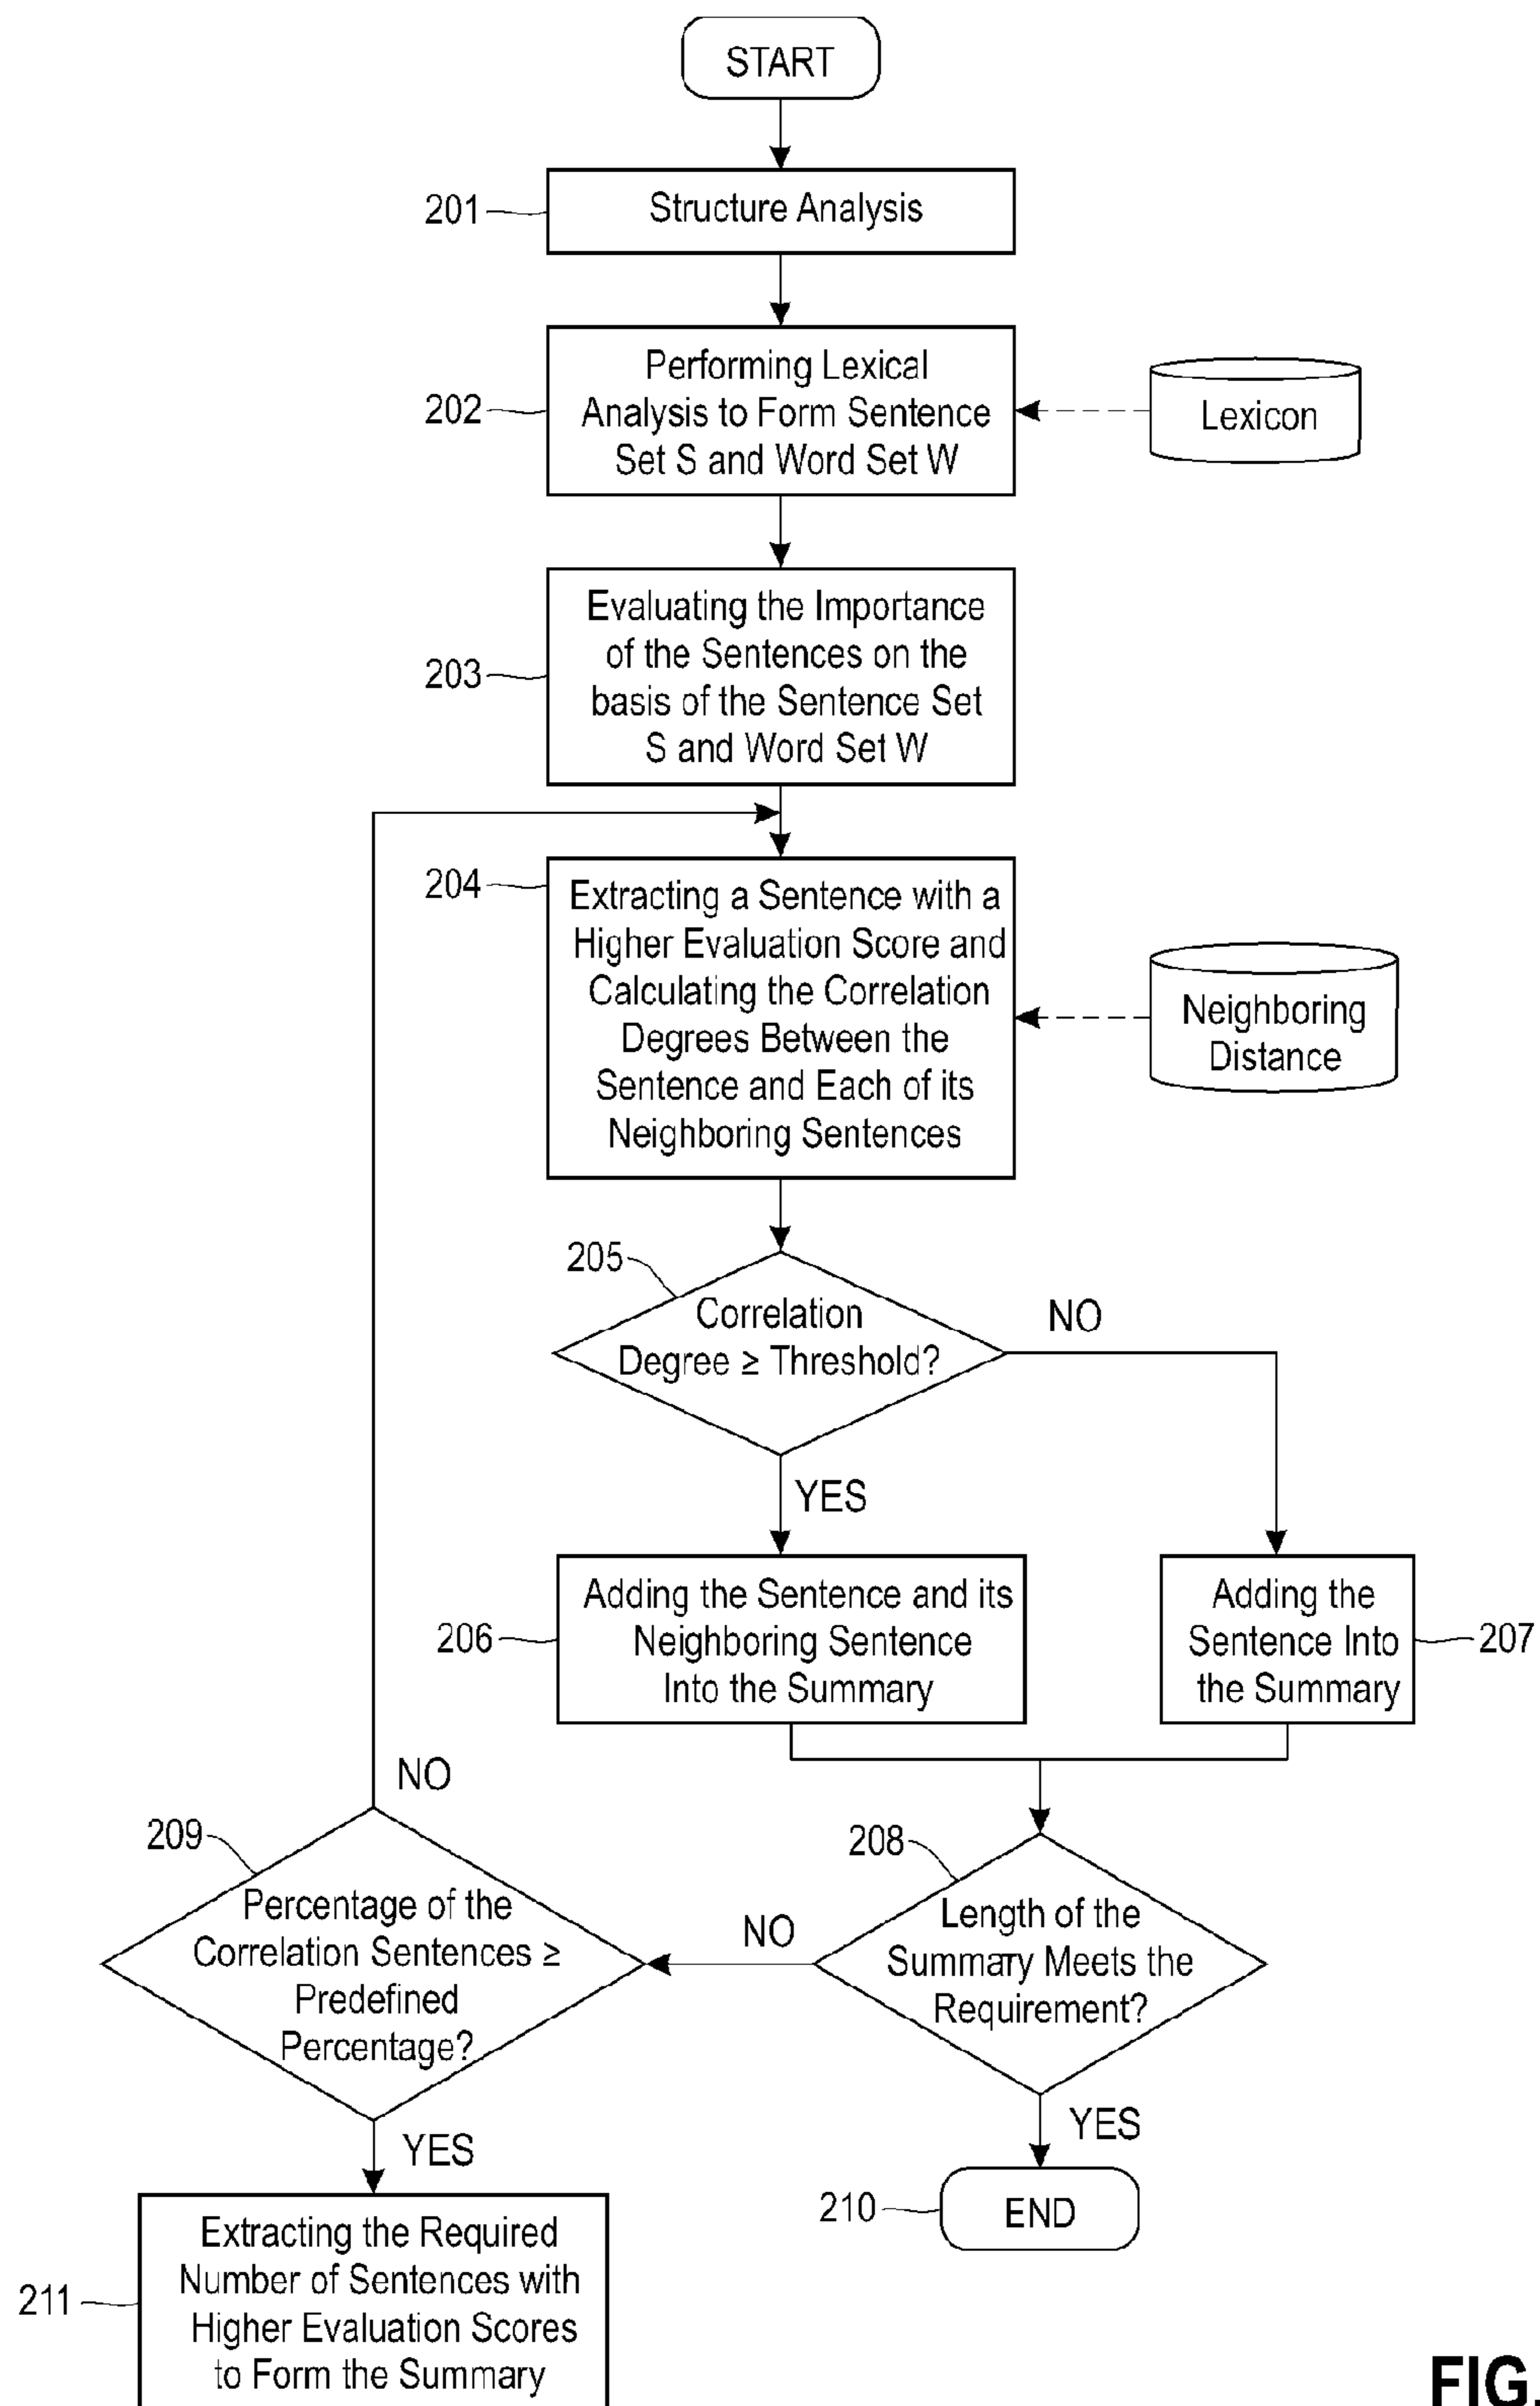 START
201
Structure Analysis
202
Performing Lexical
Analysis to Form Sentence
Set S and Word Set W
Lexicon
203
Evaluating the Importance
of the Sentences on the
basis of the Sentence Set
S and Word Set W
204
Extracting a Sentence with a
Higher Evaluation Score and
Calculating the Correlation
Degrees Between the
Sentence and Each of its
Neighboring Sentences
Neighboring
Distance
205
Correlation
Degree ≥ Threshold?
NO
YES
206
Adding the Sentence and its
Neighboring Sentence
Into the Summary
Adding the
Sentence Into
the Summary
207
NO
209
Percentage of the
Correlation Sentences ≥
Predefined
Percentage?
NO
208
Length of the
Summary Meets the
Requirement?
YES
YES
210
END
211
Extracting the Required
Number of Sentences with
Higher Evaluation Scores
to Form the Summary
FIG.